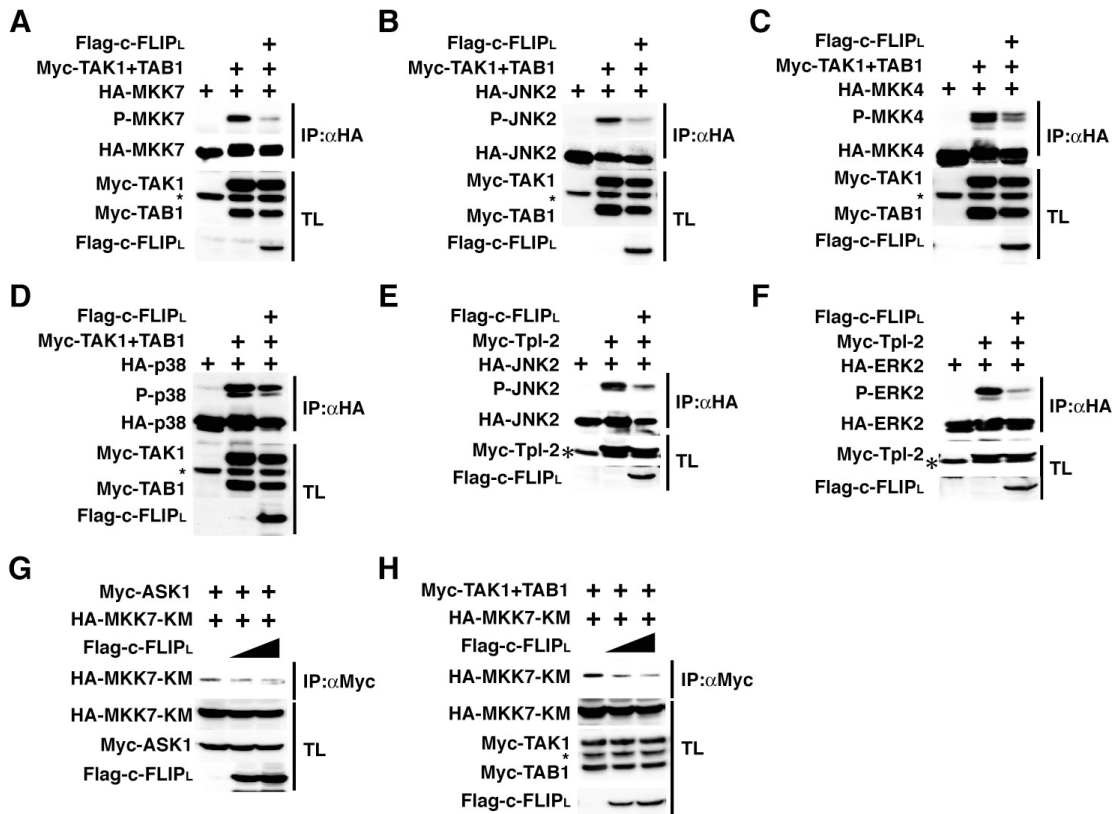 A
Flag-c-FLIPL +
Myc-TAK1+TAB1 + +
HA-MKK7 + + +
P-MKK7
HA-MKK7
IP:αHA
Myc-TAK1
*
Myc-TAB1
Flag-c-FLIPL
TL
B
Flag-c-FLIPL +
Myc-TAK1+TAB1 + +
HA-JNK2 + + +
P-JNK2
HA-JNK2
IP:αHA
Myc-TAK1
*
Myc-TAB1
Flag-c-FLIPL
TL
C
Flag-c-FLIPL +
Myc-TAK1+TAB1 + +
HA-MKK4 + + +
P-MKK4
HA-MKK4
IP:αHA
Myc-TAK1
*
Myc-TAB1
Flag-c-FLIPL
TL
D
Flag-c-FLIPL +
Myc-TAK1+TAB1 + +
HA-p38 + + +
P-p38
HA-p38
IP:αHA
Myc-TAK1
*
Myc-TAB1
Flag-c-FLIPL
TL
E
Flag-c-FLIPL +
Myc-Tpl-2 + +
HA-JNK2 + + +
P-JNK2
HA-JNK2
IP:αHA
Myc-Tpl-2
*
Flag-c-FLIPL
TL
F
Flag-c-FLIPL +
Myc-Tpl-2 + +
HA-ERK2 + + +
P-ERK2
HA-ERK2
IP:αHA
Myc-Tpl-2
*
Flag-c-FLIPL
TL
G
Myc-ASK1 + + +
HA-MKK7-KM + + +
Flag-c-FLIPL
HA-MKK7-KM
IP:αMyc
HA-MKK7-KM
Myc-ASK1
Flag-c-FLIPL
TL
H
Myc-TAK1+TAB1 + + +
HA-MKK7-KM + + +
Flag-c-FLIPL
HA-MKK7-KM
IP:αMyc
HA-MKK7-KM
Myc-TAK1
*
Myc-TAB1
Flag-c-FLIPL
TL